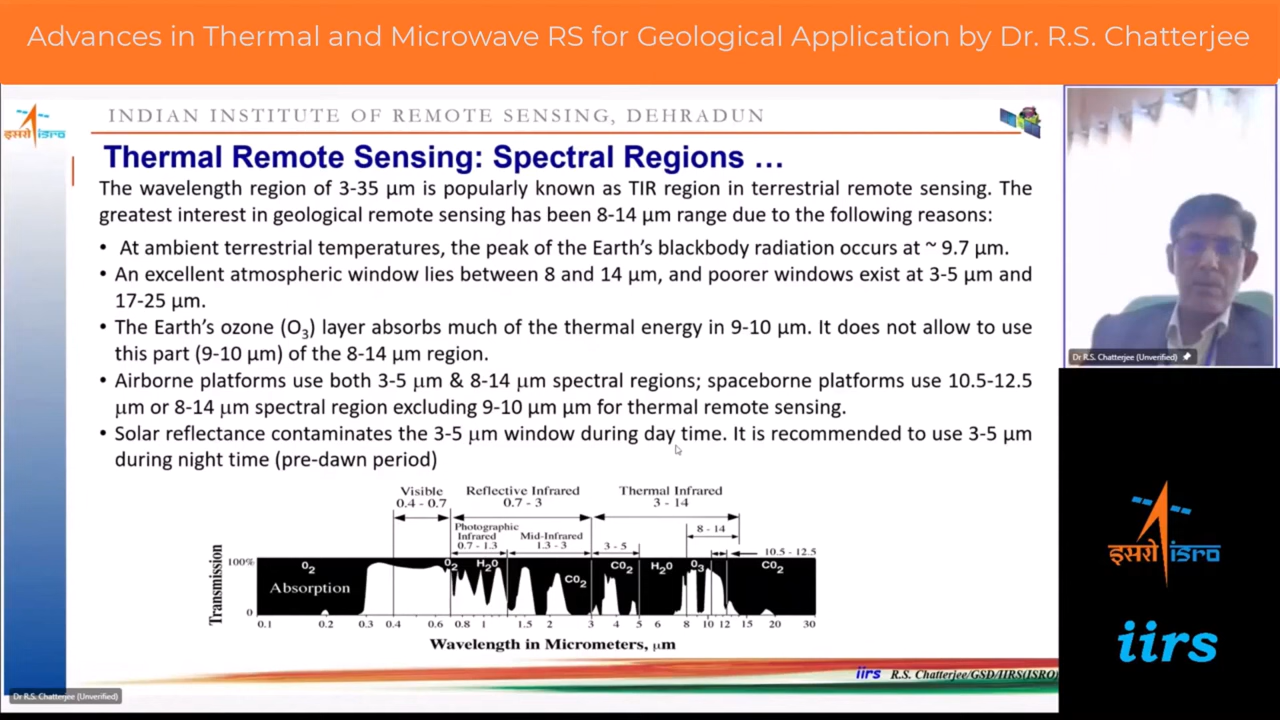 Advances in Thermal and Microwave RS for Geological Application by Dr. R.S. Chatterjee
इसरो isro
INDIAN INSTITUTE OF REMOTE SENSING, DEHRADUN
Thermal Remote Sensing: Spectral Regions ...
The wavelength region of 3-35 µm is popularly known as TIR region in terrestrial remote sensing. The
greatest interest in geological remote sensing has been 8-14 µm range due to the following reasons:
• At ambient terrestrial temperatures, the peak of the Earth's blackbody radiation occurs at ~ 9.7 µm.
• An excellent atmospheric window lies between 8 and 14 µm, and poorer windows exist at 3-5 µm and
17-25 µm.
• The Earth's ozone (O3) layer absorbs much of the thermal energy in 9-10 µm. It does not allow to use
this part (9-10 µm) of the 8-14 µm region.
• Airborne platforms use both 3-5 µm & 8-14 µm spectral regions; spaceborne platforms use 10.5-12.5
µm or 8-14 µm spectral region excluding 9-10 µm µm for thermal remote sensing.
• Solar reflectance contaminates the 3-5 µm window during day time. It is recommended to use 3-5 µm
during night time (pre-dawn period)
Visible
0.4 - 0.7
Reflective Infrared
0.7 - 3
Thermal Infrared
3 - 14
Photographic
Infrared
0.7 - 1.3
Mid-Infrared
1.3 - 3
3 - 5
8 - 14
10.5 - 12.5
Transmission
100%
0
O2
Absorption
O2
H2O
CO2
CO2
H2O
O3
CO2
0.1 0.2 0.3 0.4 0.6 0.8 1 1.5 2 3 4 5 6 8 10 12 15 20 30
Wavelength in Micrometers, µm
iirs R.S. Chatterjee/GSD/IIRS(ISRO)
Dr R.S. Chatterjee (Unverified)
Dr R.S. Chatterjee (Unverified)
इसरो isro
iirs